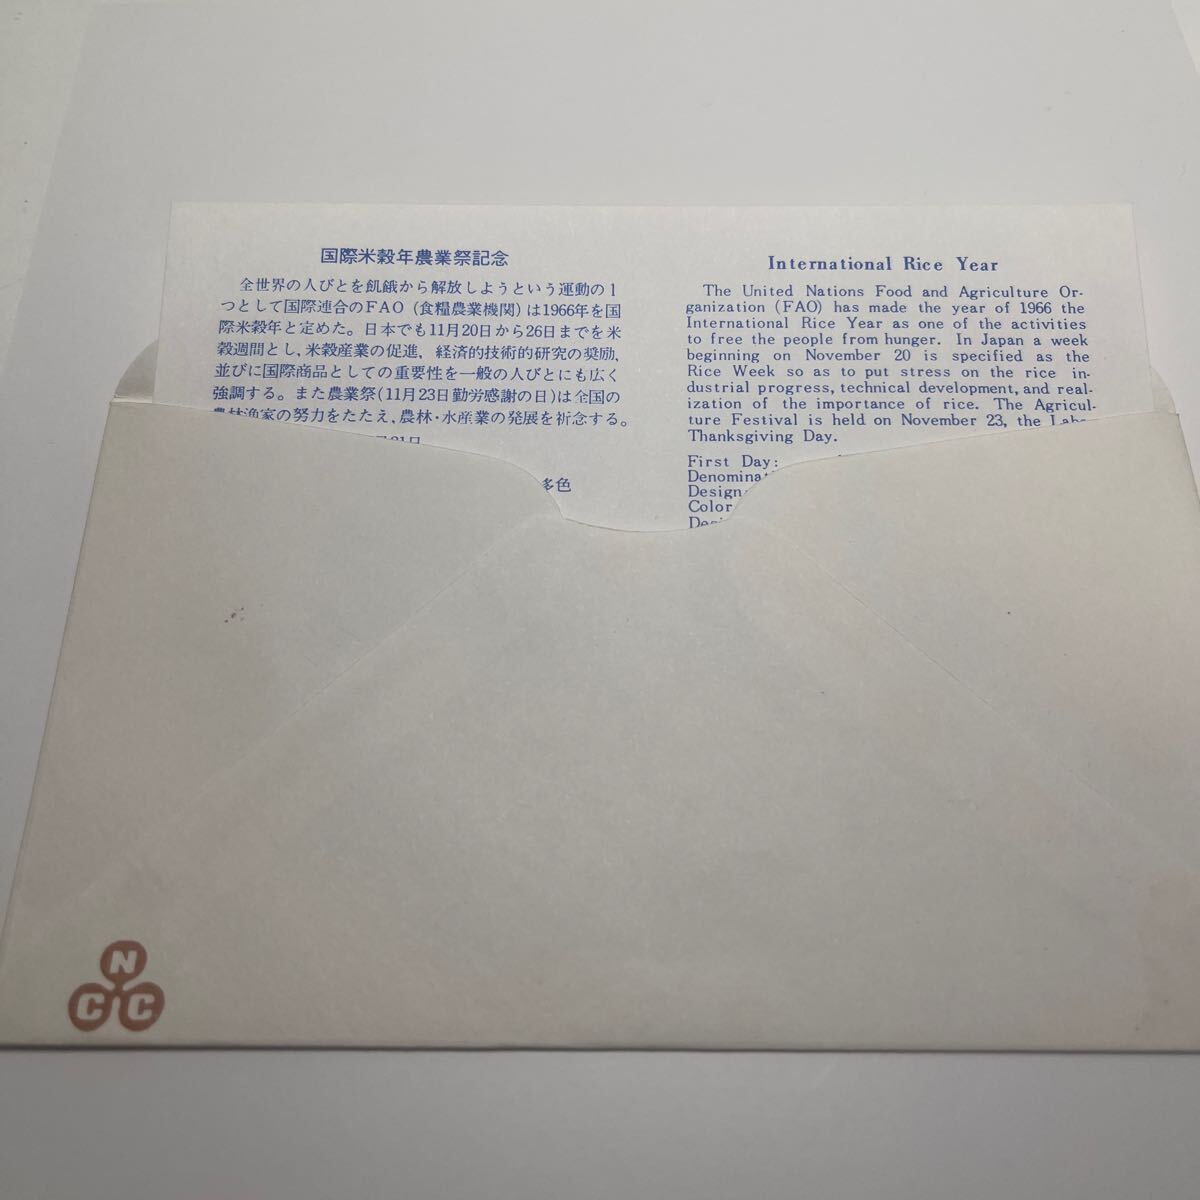 国際米穀年農業祭記念
全世界の人びとを飢餓から解放しようという運動の1
つとして国際連合のFAO (食糧農業機関) は1966年を国
際米穀年と定めた。日本でも11月20日から26日までを米
穀週間とし,米穀産業の促進, 経済的技術的研究の奨励,
並びに国際商品としての重要性を一般の人びとにも広く
強調する。また農業祭(11月23日勤労感謝の日)は全国の
農林漁家の努力をたたえ,農林・水産業の発展を祈念する。
21日
多色
International Rice Year
The United Nations Food and Agriculture Or-
ganization (FAO) has made the year of 1966 the
International Rice Year as one of the activities
to free the people from hunger. In Japan a week
beginning on November 20 is specified as the
Rice Week so as to put stress on the rice in-
dustrial progress, technical development, and real-
ization of the importance of rice. The Agricul-
ture Festival is held on November 23, the Labo
Thanksgiving Day.
First Day:
Denominat
Design:
Color
Des
N
C C